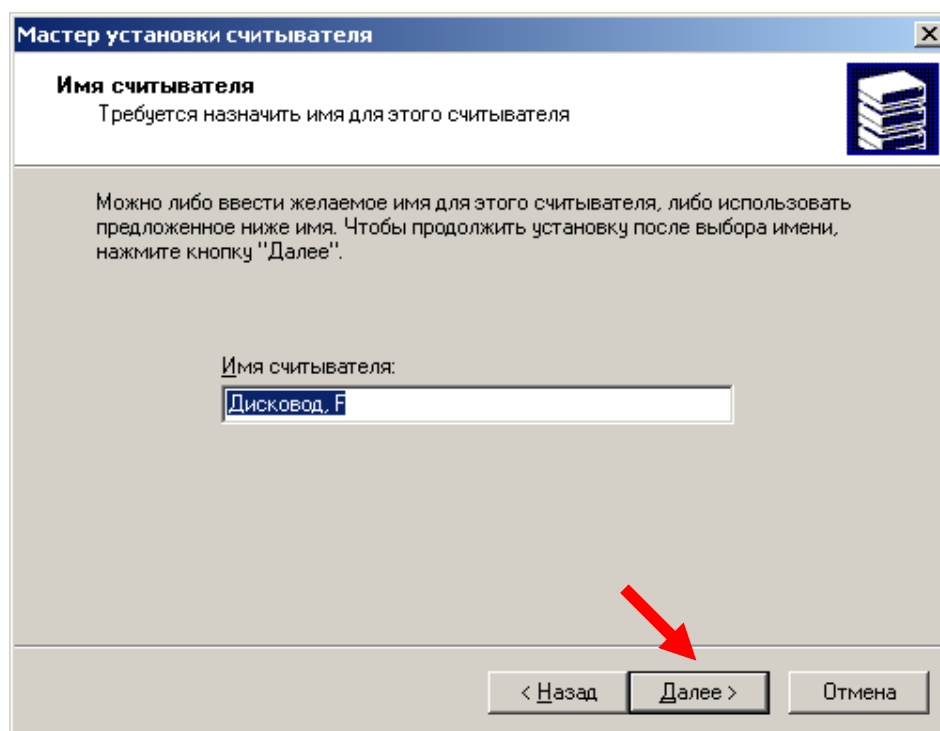 Мастер установки считывателя
Имя считывателя
Требуется назначить имя для этого считывателя
Можно либо ввести желаемое имя для этого считывателя, либо использовать
предложенное ниже имя. Чтобы продолжить установку после выбора имени,
нажмите кнопку "Далее".
Имя считывателя:
Дисковод, F
< Назад Далее > Отмена